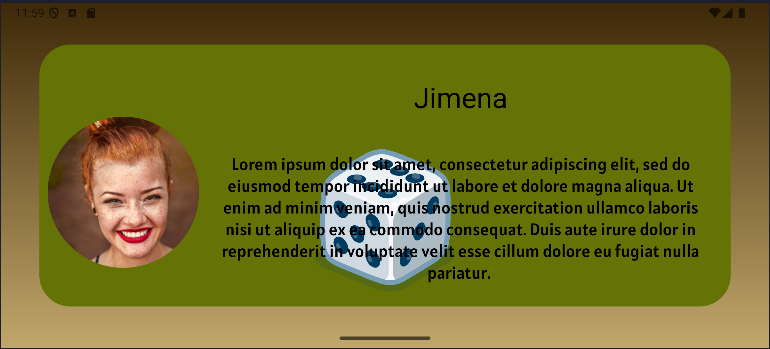 11:59
Jimena
Lorem ipsum dolor sit amet, consectetur adipiscing elit, sed do
eiusmod tempor incididunt ut labore et dolore magna aliqua. Ut
enim ad minim veniam, quis nostrud exercitation ullamco laboris
nisi ut aliquip ex ea commodo consequat. Duis aute irure dolor in
reprehenderit in voluptate velit esse cillum dolore eu fugiat nulla
pariatur.